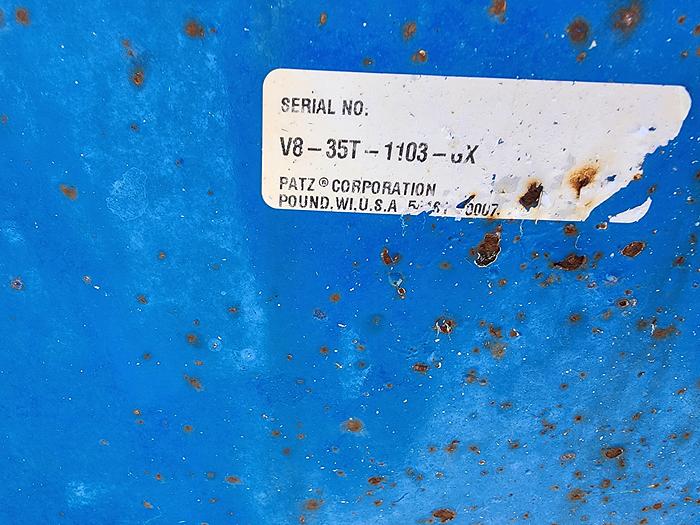 SERIAL NO.
V8-35T-1103-
PATZ® CORPORATION
POUND, WI. U.S.A.